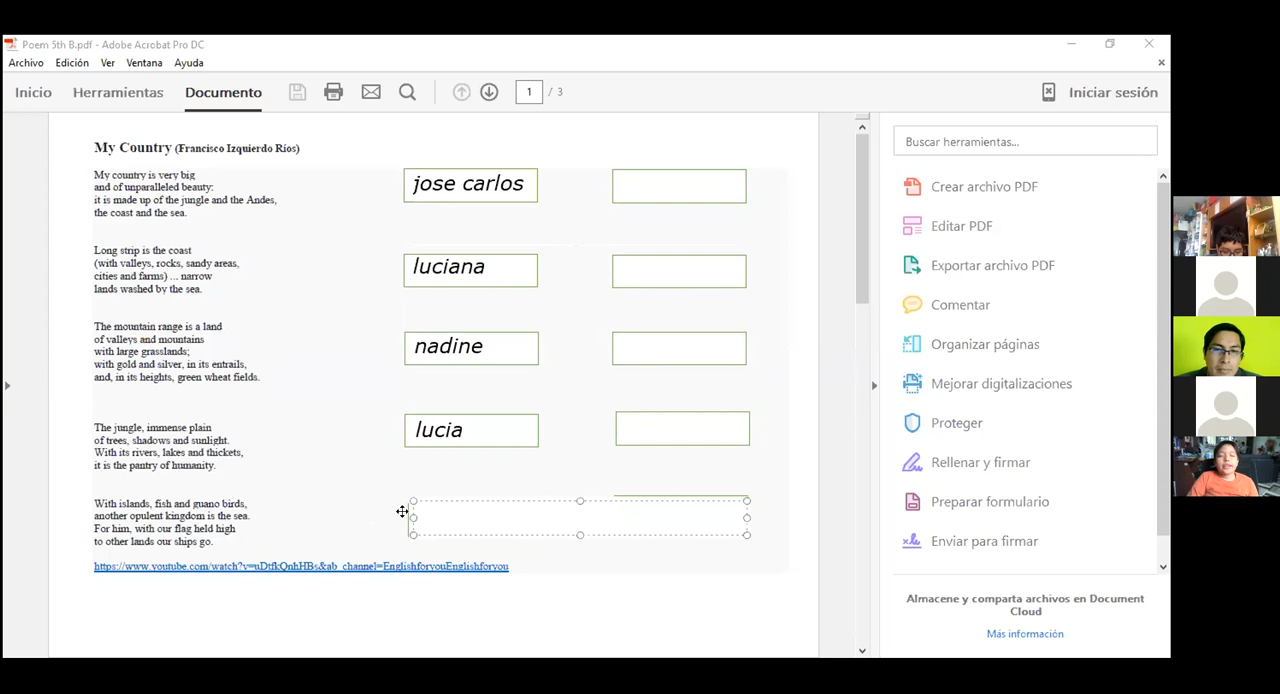 Poem 5th B.pdf - Adobe Acrobat Pro DC
Archivo Edición Ver Ventana Ayuda
Inicio Herramientas Documento 1 / 3 Iniciar sesión
My Country (Francisco Izquierdo Ríos)
My country is very big
and of unparalleled beauty:
it is made up of the jungle and the Andes,
the coast and the sea.
jose carlos
Long strip is the coast
(with valleys, rocks, sandy areas,
cities and farms) ... narrow
lands washed by the sea.
luciana
The mountain range is a land
of valleys and mountains
with large grasslands;
with gold and silver, in its entrails,
and, in its heights, green wheat fields.
nadine
The jungle, immense plain
of trees, shadows and sunlight.
With its rivers, lakes and thickets,
it is the pantry of humanity.
lucia
With islands, fish and guano birds,
another opulent kingdom is the sea.
For him, with our flag held high
to other lands our ships go.
https://www.youtube.com/watch?v=uDtfkQnhHBs&ab_channel=EnglishforyouEnglishforyou
Buscar herramientas...
Crear archivo PDF
Editar PDF
Exportar archivo PDF
Comentar
Organizar páginas
Mejorar digitalizaciones
Proteger
Rellenar y firmar
Preparar formulario
Enviar para firmar
Almacene y comparta archivos en Document
Cloud
Más información